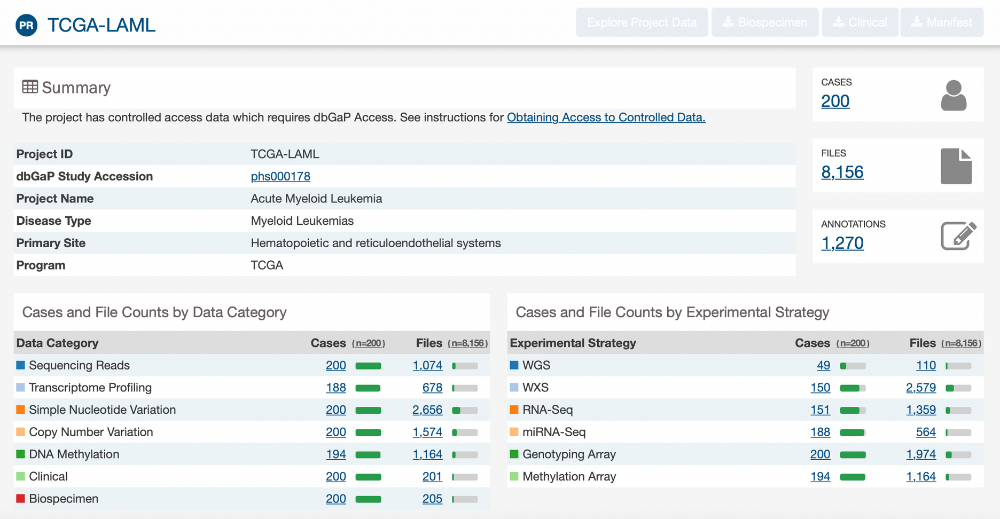 PR TCGA-LAML Explore Project Data Biospecimen Clinical Manifest
Summary
The project has controlled access data which requires dbGaP Access. See instructions for Obtaining Access to Controlled Data.
Project ID TCGA-LAML
dbGaP Study Accession phs000178
Project Name Acute Myeloid Leukemia
Disease Type Myeloid Leukemias
Primary Site Hematopoietic and reticuloendothelial systems
Program TCGA
CASES
200
FILES
8,156
ANNOTATIONS
1,270
Cases and File Counts by Data Category
Data Category Cases (n=200) Files (n=8,156)
Sequencing Reads 200 1,074
Transcriptome Profiling 188 678
Simple Nucleotide Variation 200 2,656
Copy Number Variation 200 1,574
DNA Methylation 194 1,164
Clinical 200 201
Biospecimen 200 205
Cases and File Counts by Experimental Strategy
Experimental Strategy Cases (n=200) Files (n=8,156)
WGS 49 110
WXS 150 2,579
RNA-Seq 151 1,359
miRNA-Seq 188 564
Genotyping Array 200 1,974
Methylation Array 194 1,164